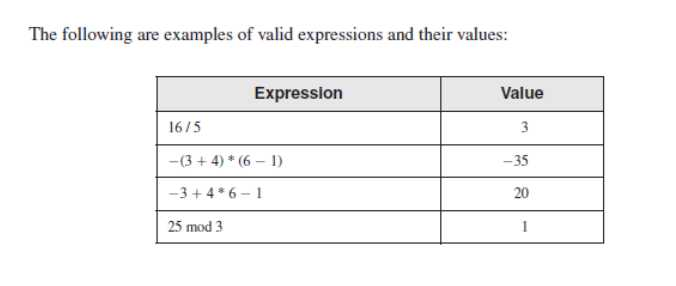 The following are examples of valid expressions and their values:
Expression Value
16 / 5 3
−(3 + 4) * (6 − 1) −35
−3 + 4 * 6 − 1 20
25 mod 3 1